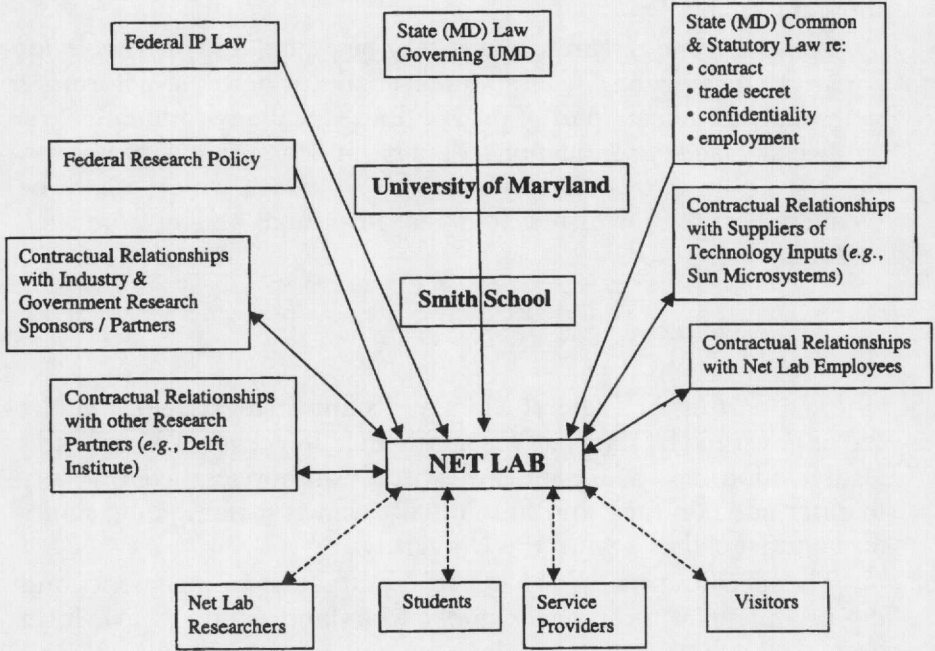 Federal IP Law
State (MD) Law
Governing UMD
State (MD) Common
& Statutory Law re:
• contract
• trade secret
• confidentiality
• employment
Federal Research Policy
University of Maryland
Contractual Relationships
with Suppliers of
Technology Inputs (e.g.,
Sun Microsystems)
Contractual Relationships
with Industry &
Government Research
Sponsors / Partners
Smith School
Contractual Relationships
with Net Lab Employees
Contractual Relationships
with other Research
Partners (e.g., Delft
Institute)
NET LAB
Net Lab
Researchers
Students
Service
Providers
Visitors